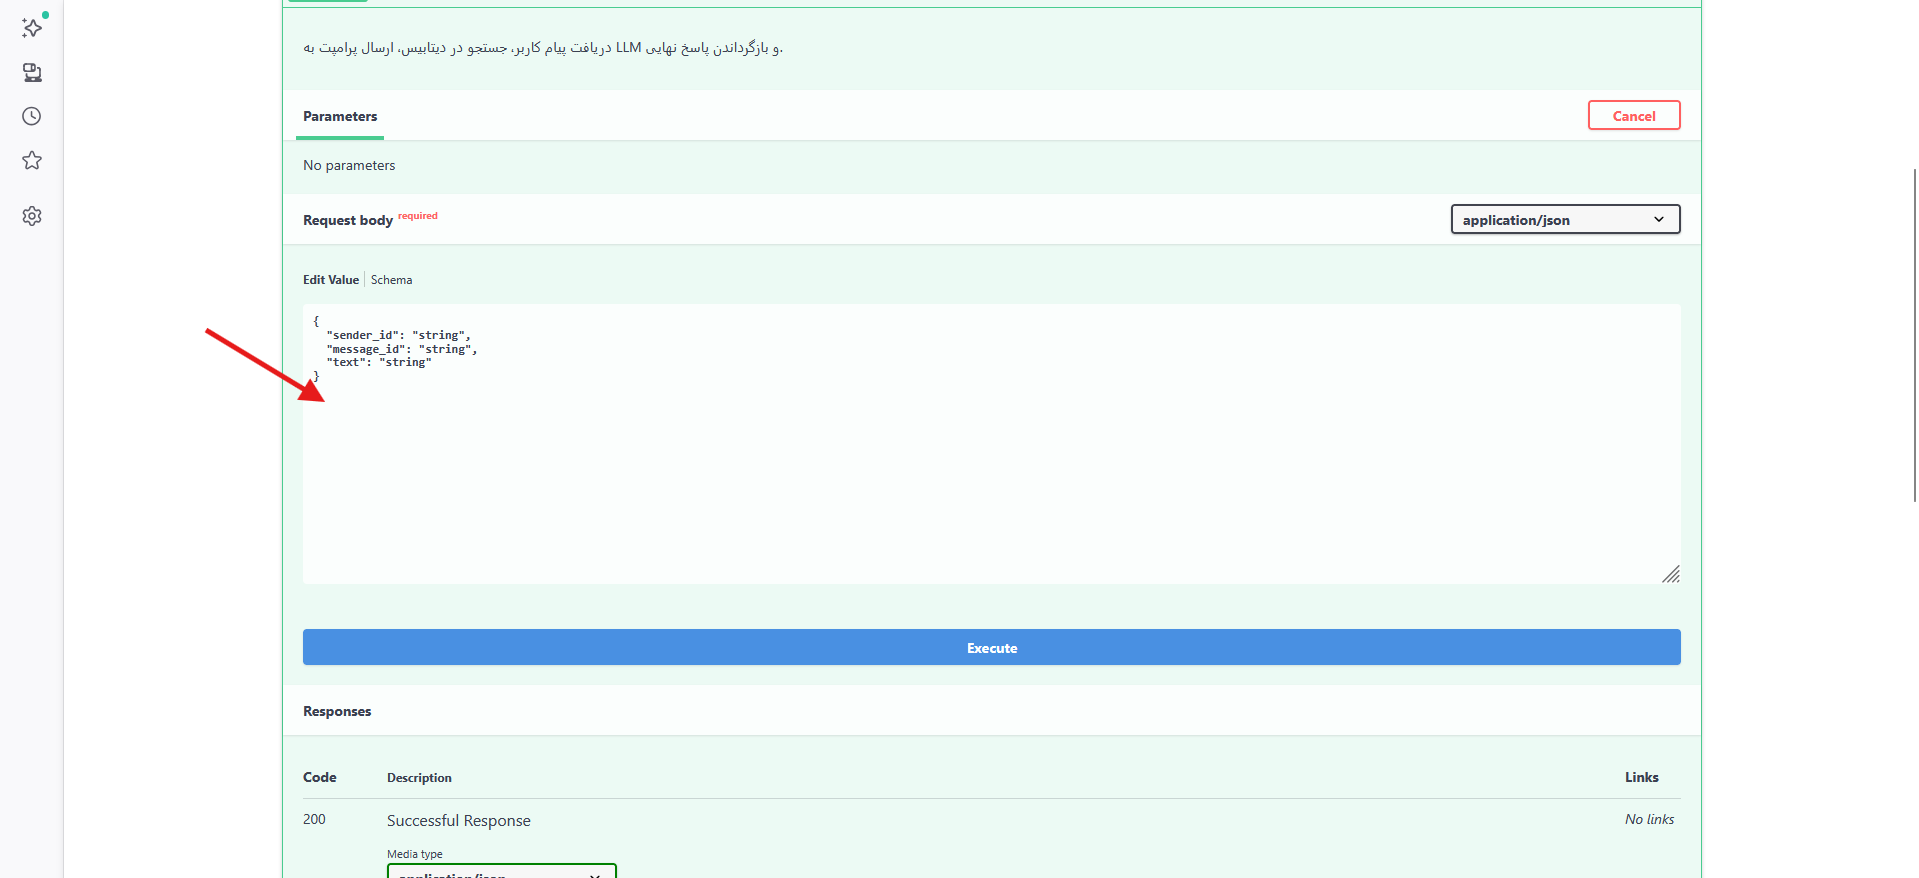 دریافت پیام کاربر، جستجو در دیتابیس، ارسال پرامپت به LLM و بازگرداندن پاسخ نهایی.
Parameters
Cancel
No parameters
Request body required
application/json
Edit Value Schema
{
"sender_id": "string",
"message_id": "string",
"text": "string"
}
Execute
Responses
Code Description Links
200 Successful Response No links
Media type
application/json